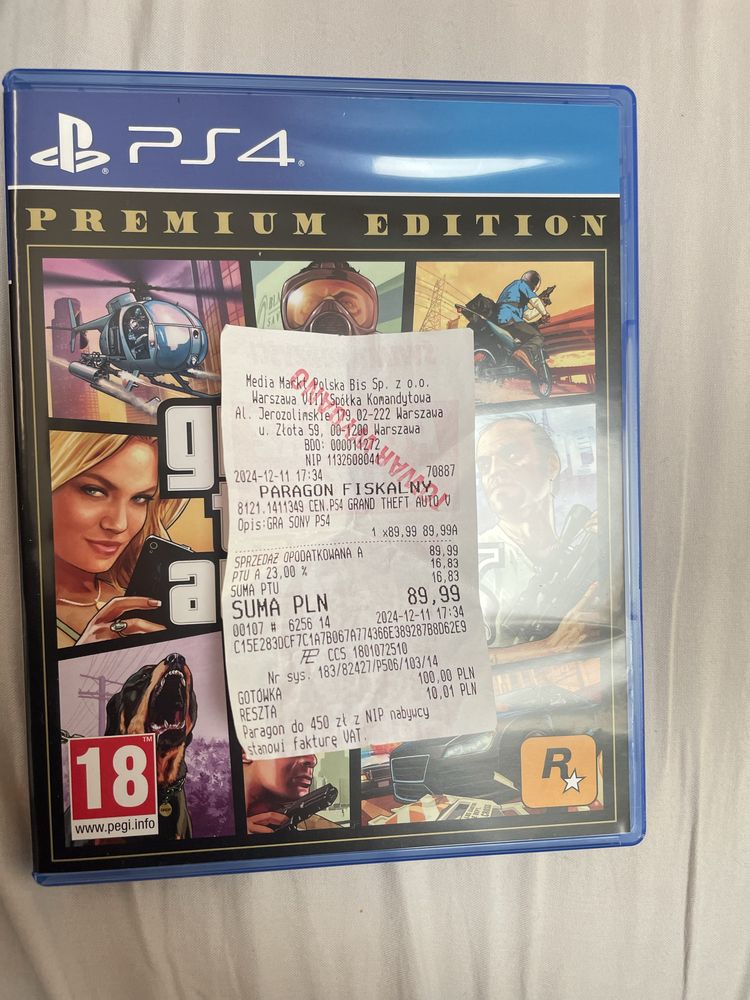 PS4
PREMIUM EDITION
Media Markt Polska Bis Sp. z o.o.
Warszawa VIII Spółka Komandytowa
Al. Jerozolimskie 179,02-222 Warszawa
u. Złota 59, 00-1200 Warszawa
BDO: 000011271
NIP 1132608041
TOWAR WYDANO
2024-12-11 17:34 70887
PARAGON FISKALNY
8121.1411349 CEN.PS4 GRAND THEFT AUTO V
Opis:GRA SONY PS4
1 x89,99 89,99A
SPRZEDAŻ OPODATKOWANA A 89,99
PTU A 23,00 % 16,83
SUMA PTU 16,83
SUMA PLN 89,99
00107 # 6256 14 2024-12-11 17:34
C15E283DCF7C1A7B067A774366E389287B8D62E9
CCS 1801072510
Nr sys. 183/82427/P506/103/14
GOTÓWKA 100,00 PLN
RESZTA 10,01 PLN
Paragon do 450 zł z NIP nabywcy
stanowi fakturę VAT.
g
a
18
www.pegi.info
R